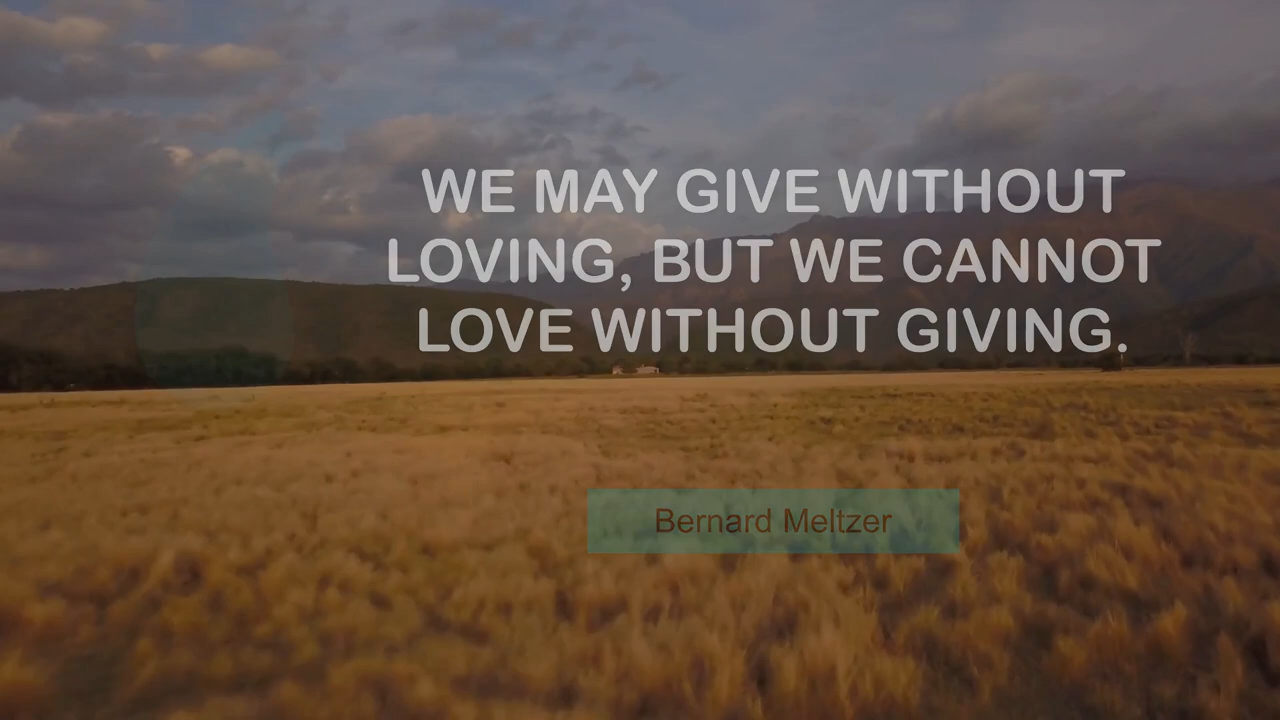 WE MAY GIVE WITHOUT
LOVING, BUT WE CANNOT
LOVE WITHOUT GIVING.
Bernard Meltzer